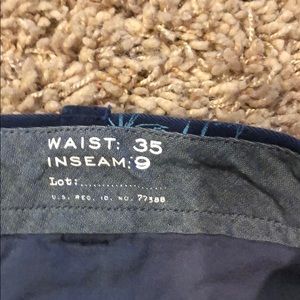 WAIST: 35
INSEAM: 9
Lot:..................
U.S. REG. ID. NO. 77388